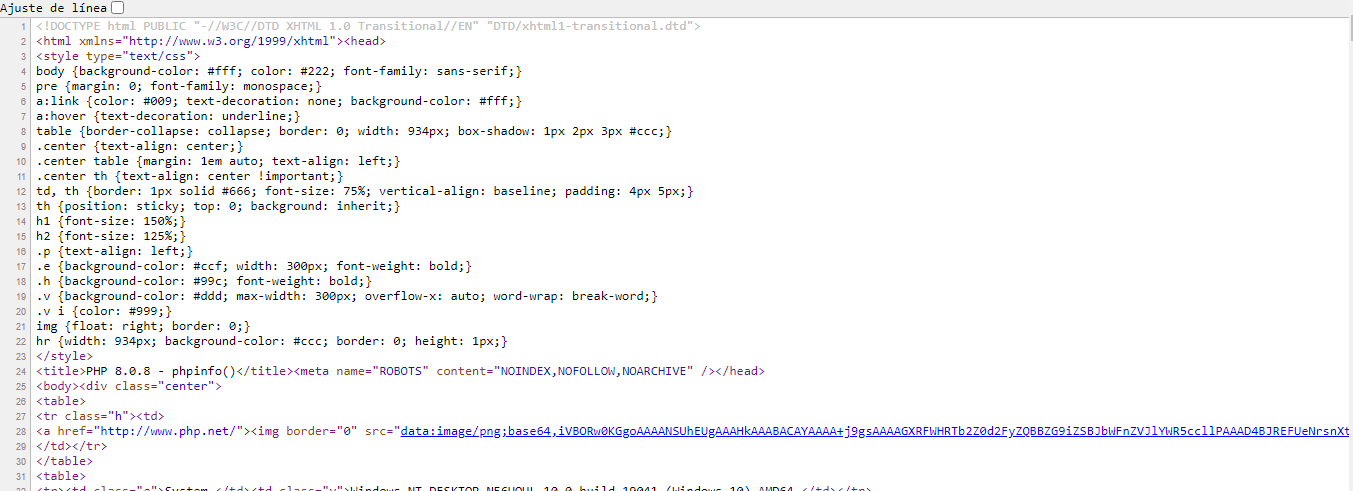 Ajuste de línea
1 <!DOCTYPE html PUBLIC "-//W3C//DTD XHTML 1.0 Transitional//EN" "DTD/xhtml1-transitional.dtd">
2 <html xmlns="http://www.w3.org/1999/xhtml"><head>
3 <style type="text/css">
4 body {background-color: #fff; color: #222; font-family: sans-serif;}
5 pre {margin: 0; font-family: monospace;}
6 a:link {color: #009; text-decoration: none; background-color: #fff;}
7 a:hover {text-decoration: underline;}
8 table {border-collapse: collapse; border: 0; width: 934px; box-shadow: 1px 2px 3px #ccc;}
9 .center {text-align: center;}
10 .center table {margin: 1em auto; text-align: left;}
11 .center th {text-align: center !important;}
12 td, th {border: 1px solid #666; font-size: 75%; vertical-align: baseline; padding: 4px 5px;}
13 th {position: sticky; top: 0; background: inherit;}
14 h1 {font-size: 150%;}
15 h2 {font-size: 125%;}
16 .p {text-align: left;}
17 .e {background-color: #ccf; width: 300px; font-weight: bold;}
18 .h {background-color: #99c; font-weight: bold;}
19 .v {background-color: #ddd; max-width: 300px; overflow-x: auto; word-wrap: break-word;}
20 .v i {color: #999;}
21 img {float: right; border: 0;}
22 hr {width: 934px; background-color: #ccc; border: 0; height: 1px;}
23 </style>
24 <title>PHP 8.0.8 - phpinfo()</title><meta name="ROBOTS" content="NOINDEX,NOFOLLOW,NOARCHIVE" /></head>
25 <body><div class="center">
26 <table>
27 <tr class="h"><td>
28 <a href="http://www.php.net/"><img border="0" src="data:image/png;base64,iVBORw0KGgoAAAANSUhEUgAAAHkAAABACAYAAAA+j9gsAAAAGXRFWHRTb2Z0d2FyZQBBZG9iZSBJbWFnZVJlYWR5ccllPAAAD4BJREFUeNrsnXt
29 </td></tr>
30 </table>
31 <table>